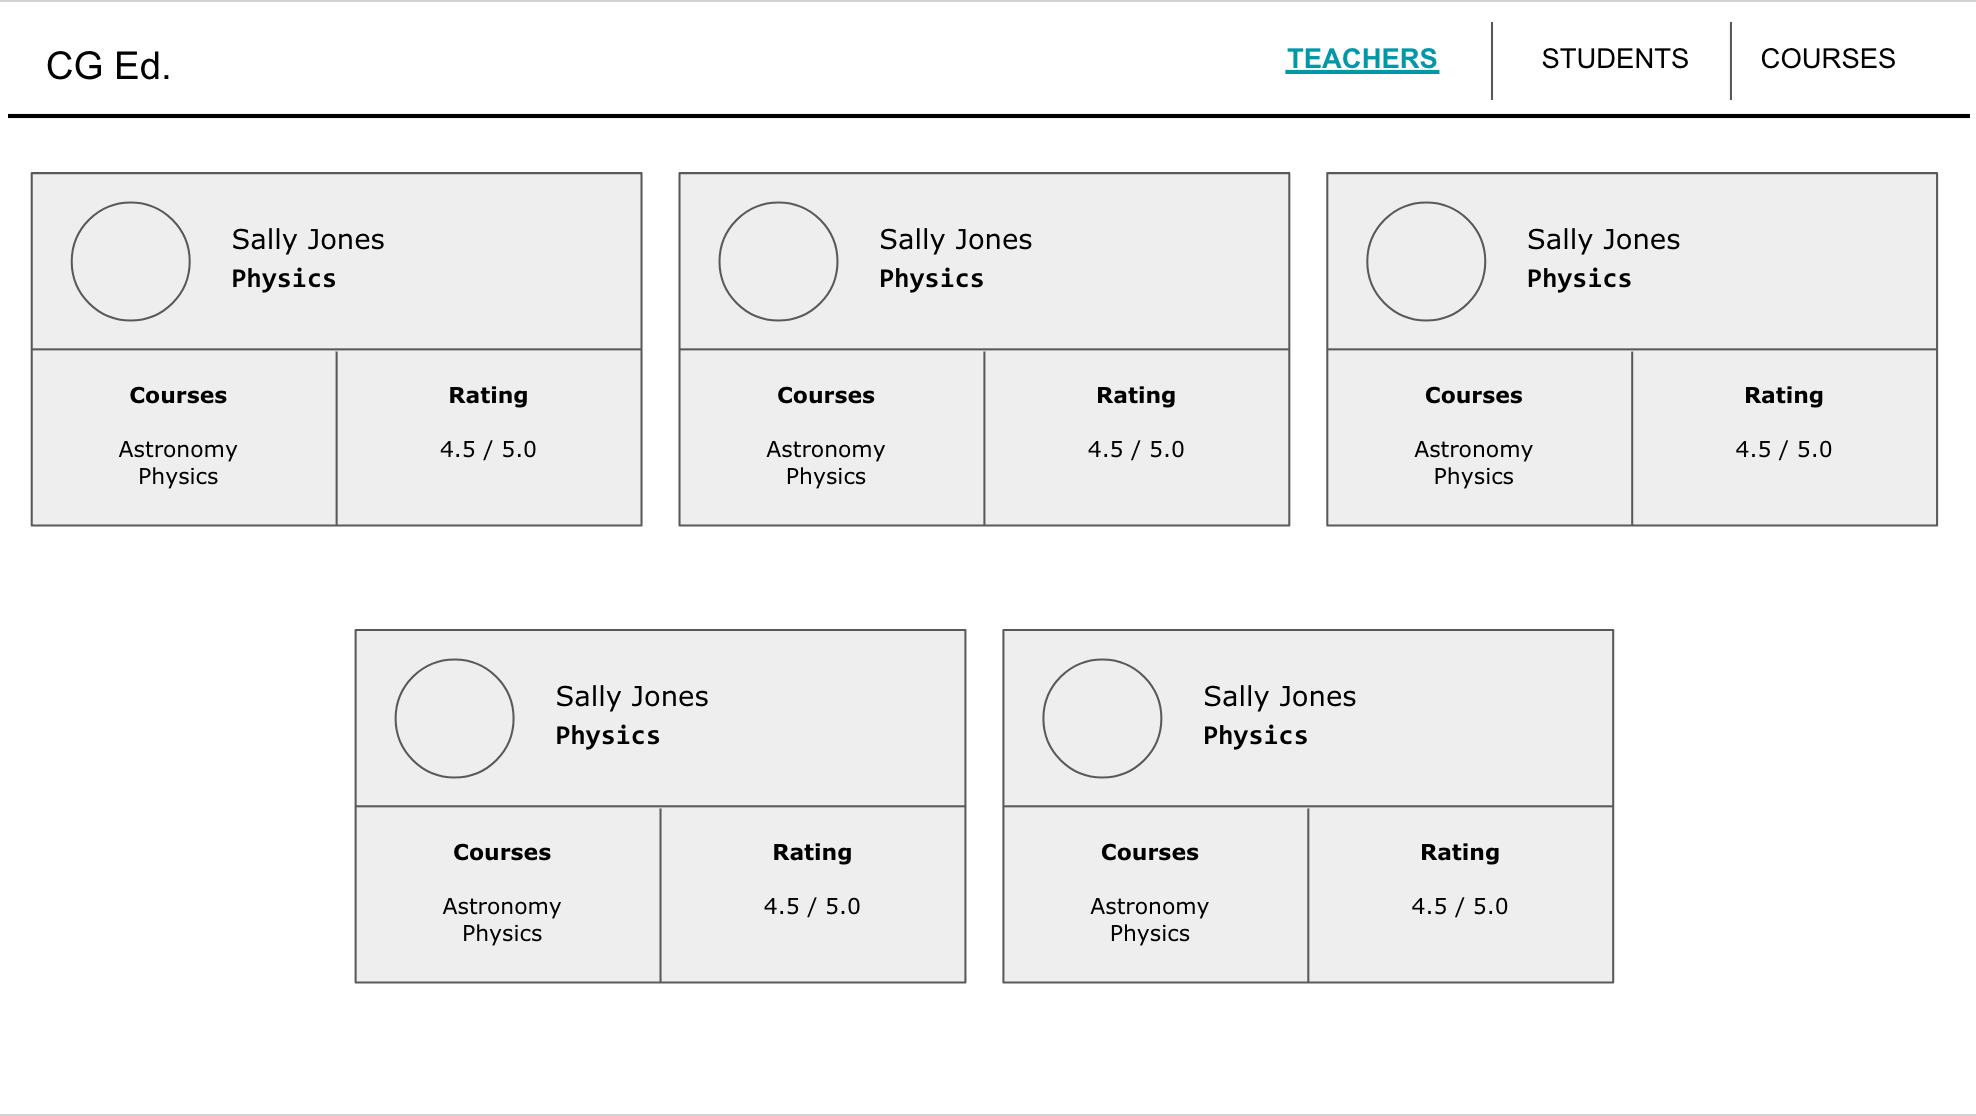 CG Ed.
TEACHERS
STUDENTS
COURSES
Sally Jones
Physics
Courses
Astronomy
Physics
Rating
4.5 / 5.0
Sally Jones
Physics
Courses
Astronomy
Physics
Rating
4.5 / 5.0
Sally Jones
Physics
Courses
Astronomy
Physics
Rating
4.5 / 5.0
Sally Jones
Physics
Courses
Astronomy
Physics
Rating
4.5 / 5.0
Sally Jones
Physics
Courses
Astronomy
Physics
Rating
4.5 / 5.0